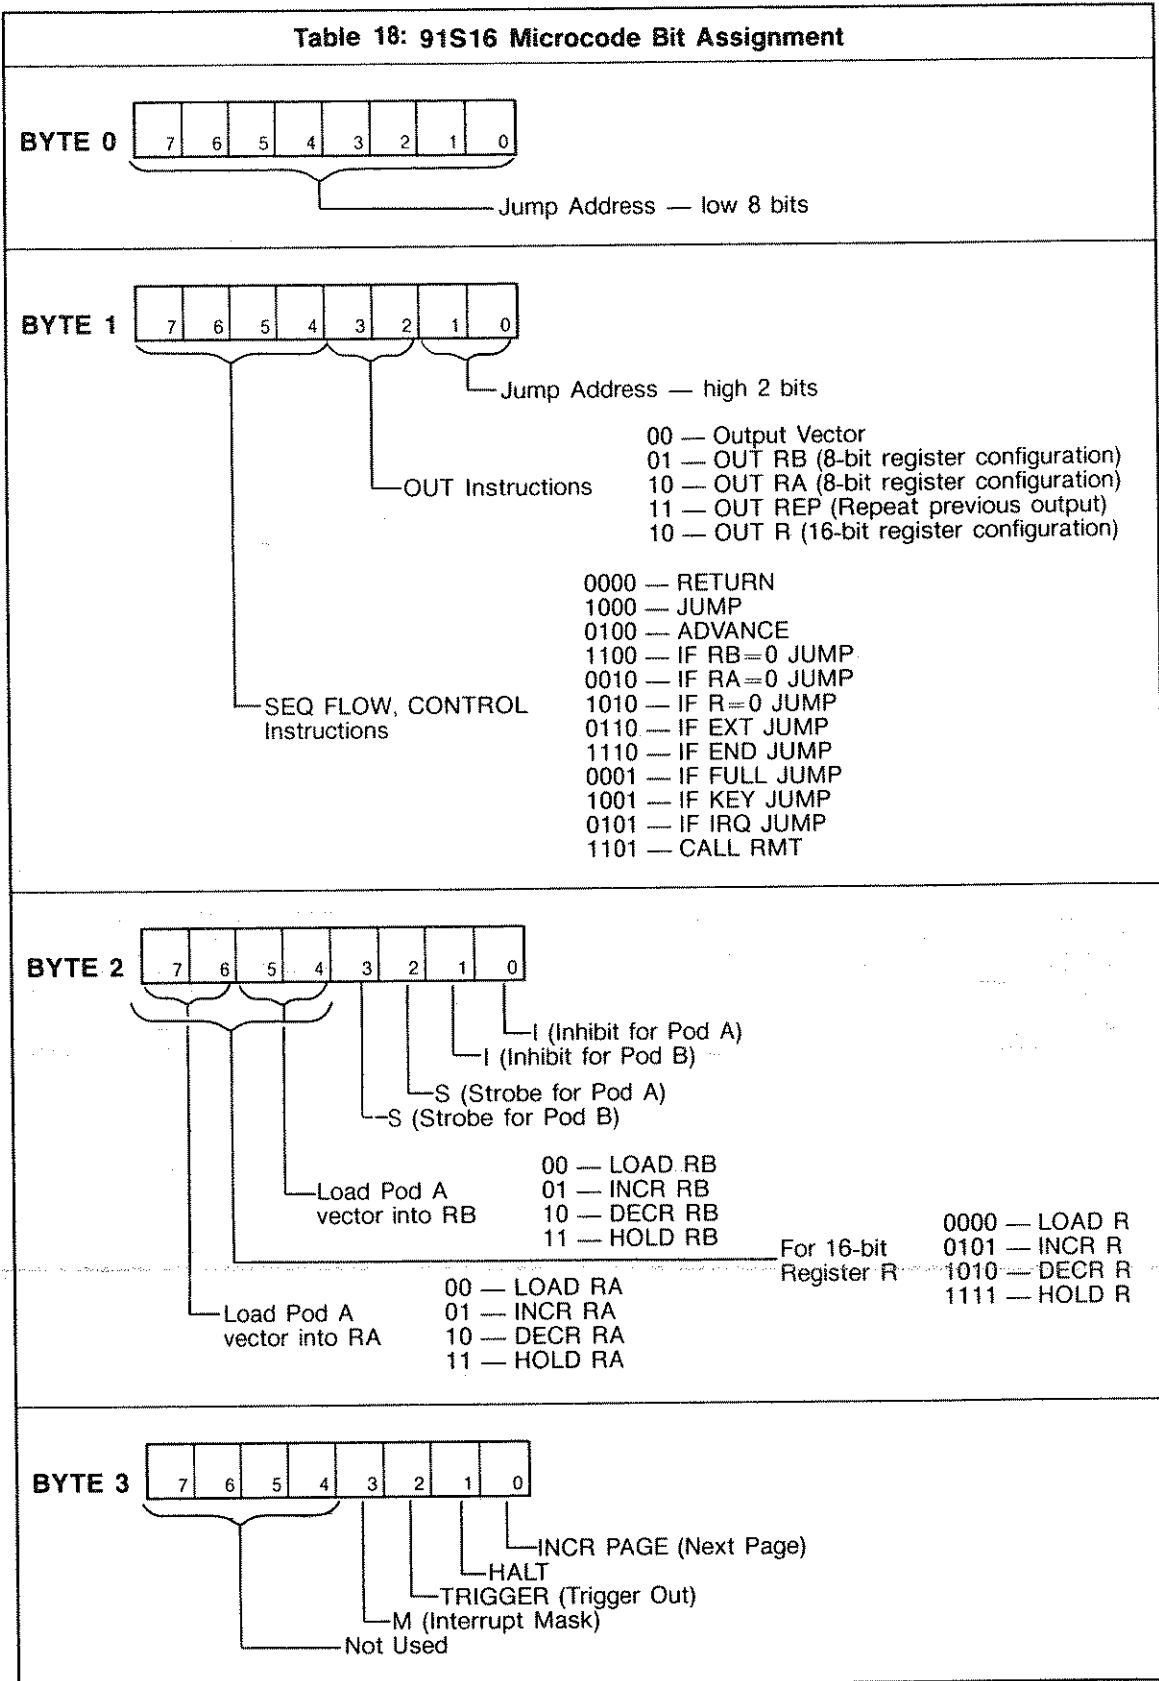 Table 18: 91S16 Microcode Bit Assignment
BYTE 0
7 6 5 4 3 2 1 0
Jump Address — low 8 bits
BYTE 1
7 6 5 4 3 2 1 0
Jump Address — high 2 bits
00 — Output Vector
01 — OUT RB (8-bit register configuration)
OUT Instructions
10 — OUT RA (8-bit register configuration)
11 — OUT REP (Repeat previous output)
10 — OUT R (16-bit register configuration)
0000 — RETURN
1000 — JUMP
0100 — ADVANCE
1100 — IF RB=0 JUMP
0010 — IF RA=0 JUMP
SEQ FLOW, CONTROL
Instructions
1010 — IF R=0 JUMP
0110 — IF EXT JUMP
1110 — IF END JUMP
0001 — IF FULL JUMP
1001 — IF KEY JUMP
0101 — IF IRQ JUMP
1101 — CALL RMT
BYTE 2
7 6 5 4 3 2 1 0
I (Inhibit for Pod A)
I (Inhibit for Pod B)
S (Strobe for Pod A)
S (Strobe for Pod B)
Load Pod A
vector into RB
00 — LOAD RB
01 — INCR RB
10 — DECR RB
11 — HOLD RB
For 16-bit
Register R
0000 — LOAD R
0101 — INCR R
1010 — DECR R
1111 — HOLD R
Load Pod A
vector into RA
00 — LOAD RA
01 — INCR RA
10 — DECR RA
11 — HOLD RA
BYTE 3
7 6 5 4 3 2 1 0
INCR PAGE (Next Page)
HALT
TRIGGER (Trigger Out)
M (Interrupt Mask)
Not Used